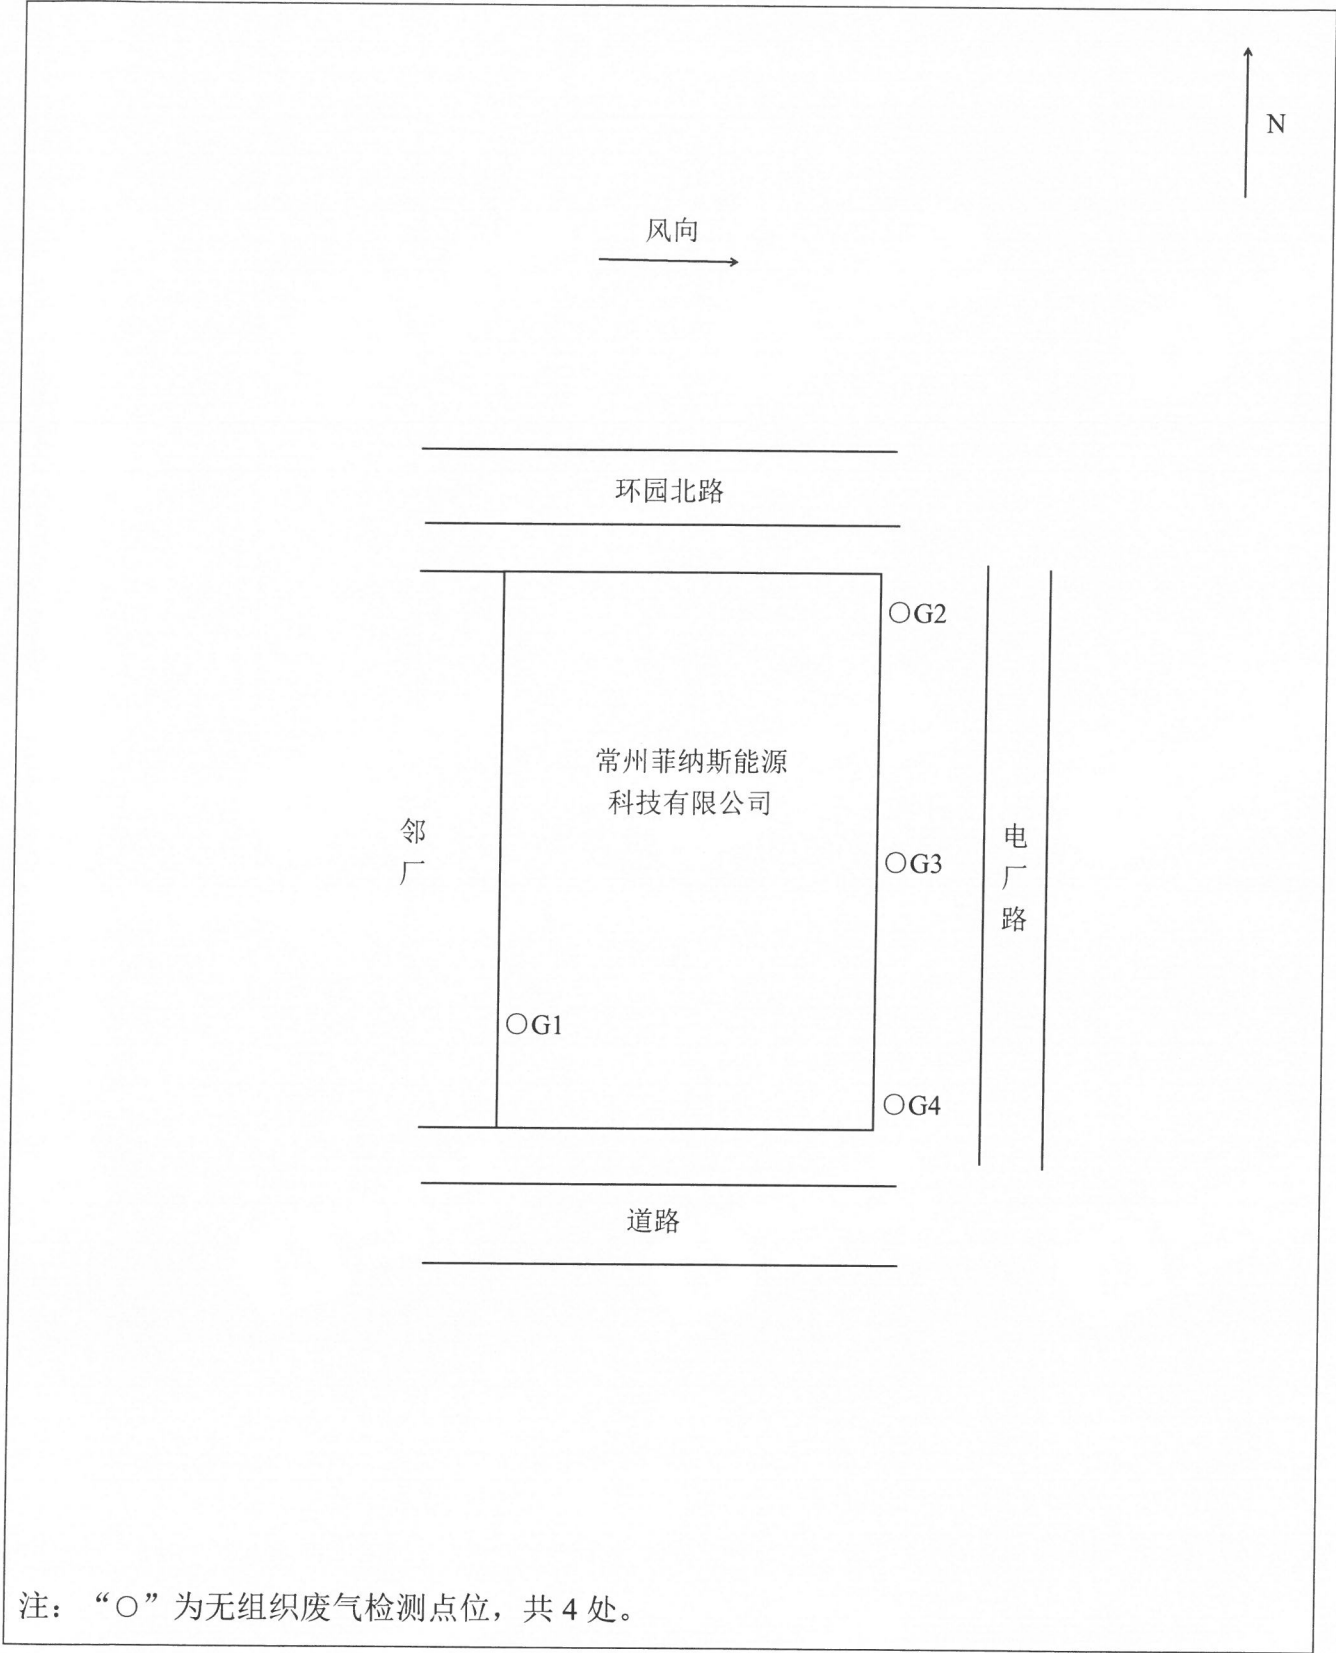 N
风向
环园北路
○G2
常州菲纳斯能源
科技有限公司
邻
厂
○G3
电
厂
路
○G1
○G4
道路
注：“○”为无组织废气检测点位，共 4 处。